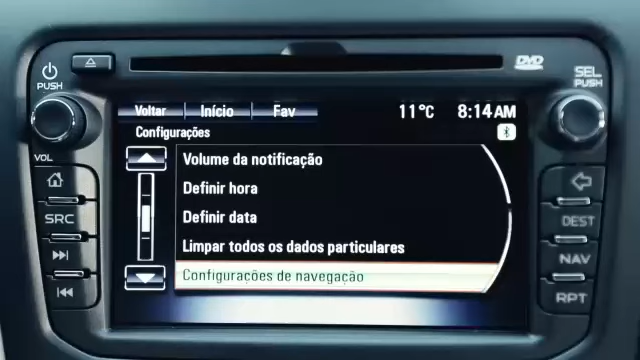 DVD
PUSH
SEL
PUSH
VOL
SRC
DEST
NAV
RPT
Voltar Início Fav 11°C 8:14AM
Configurações
Volume da notificação
Definir hora
Definir data
Limpar todos os dados particulares
Configurações de navegação